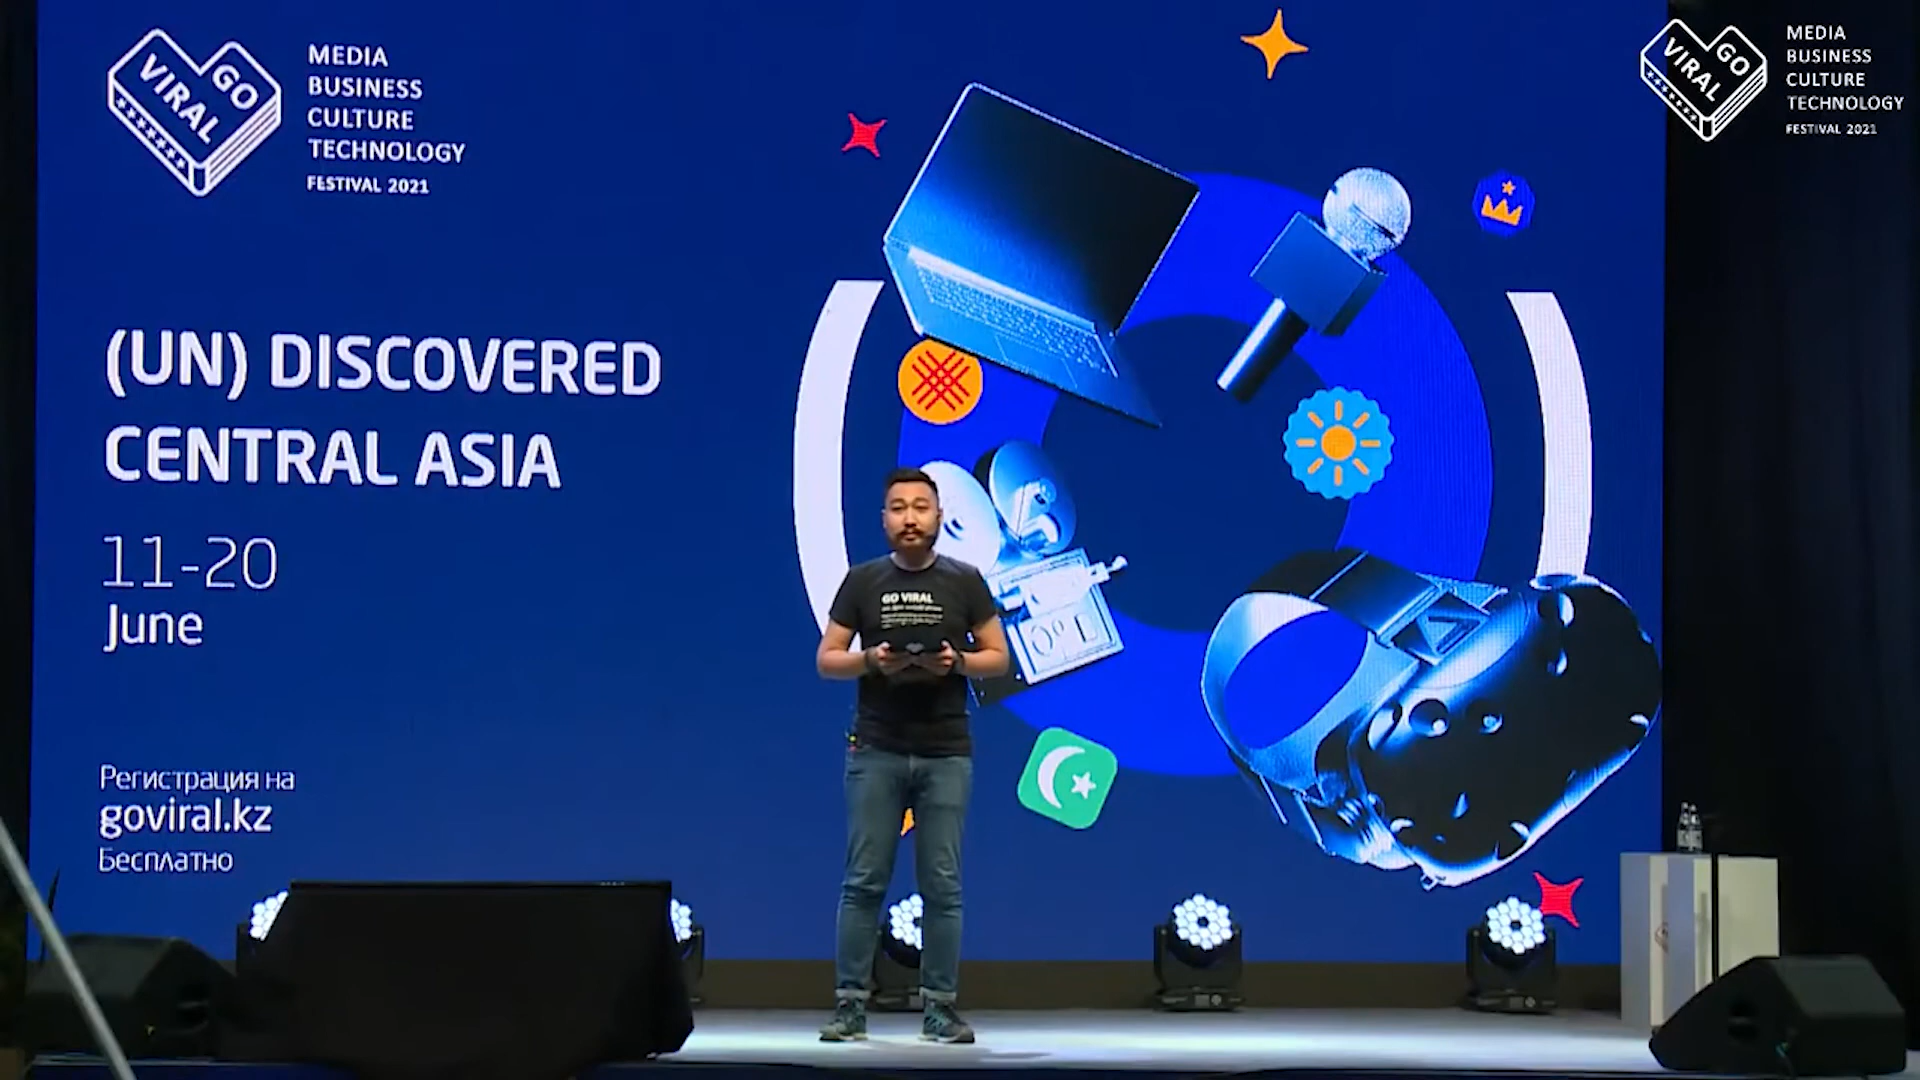 GO
VIRAL
MEDIA
BUSINESS
CULTURE
TECHNOLOGY
FESTIVAL 2021
(UN) DISCOVERED
CENTRAL ASIA
11-20
June
Регистрация на
goviral.kz
Бесплатно
GO VIRAL
GO
VIRAL
MEDIA
BUSINESS
CULTURE
TECHNOLOGY
FESTIVAL 2021